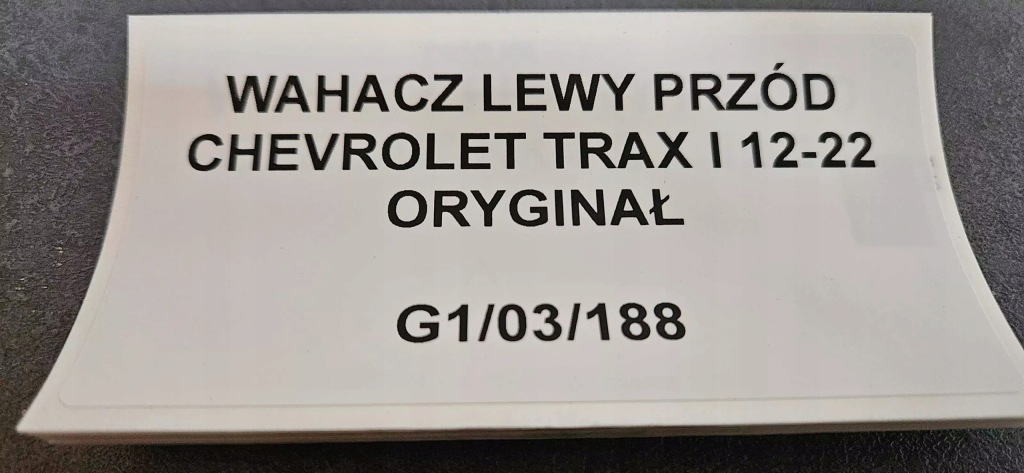 WAHACZ LEWY PRZÓD
CHEVROLET TRAX I 12-22
ORYGINAŁ
G1/03/188